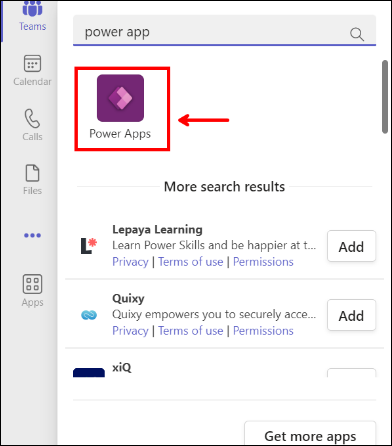 power app
Teams
Calendar
Calls
Files
Apps
Power Apps
More search results
Lepaya Learning
Learn Power Skills and be happier at t...
Privacy | Terms of use | Permissions
Add
Quixy
Quixy empowers you to securely acce...
Privacy | Terms of use | Permissions
Add
xiQ
Get more apps